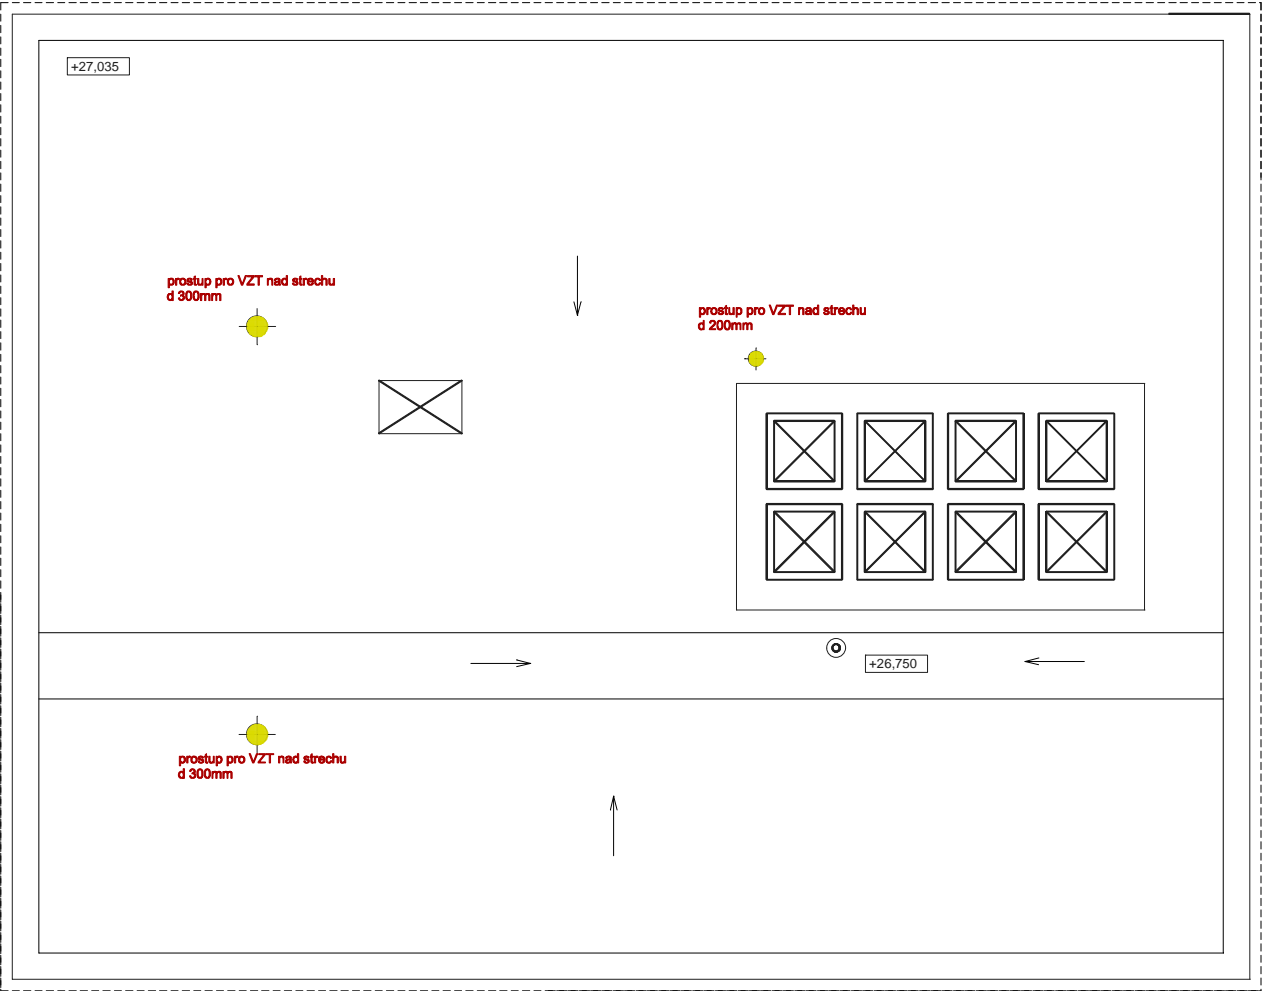 +27,035
prostup pro VZT nad strechu
d 300mm
prostup pro VZT nad strechu
d 200mm
+26,750
prostup pro VZT nad strechu
d 300mm